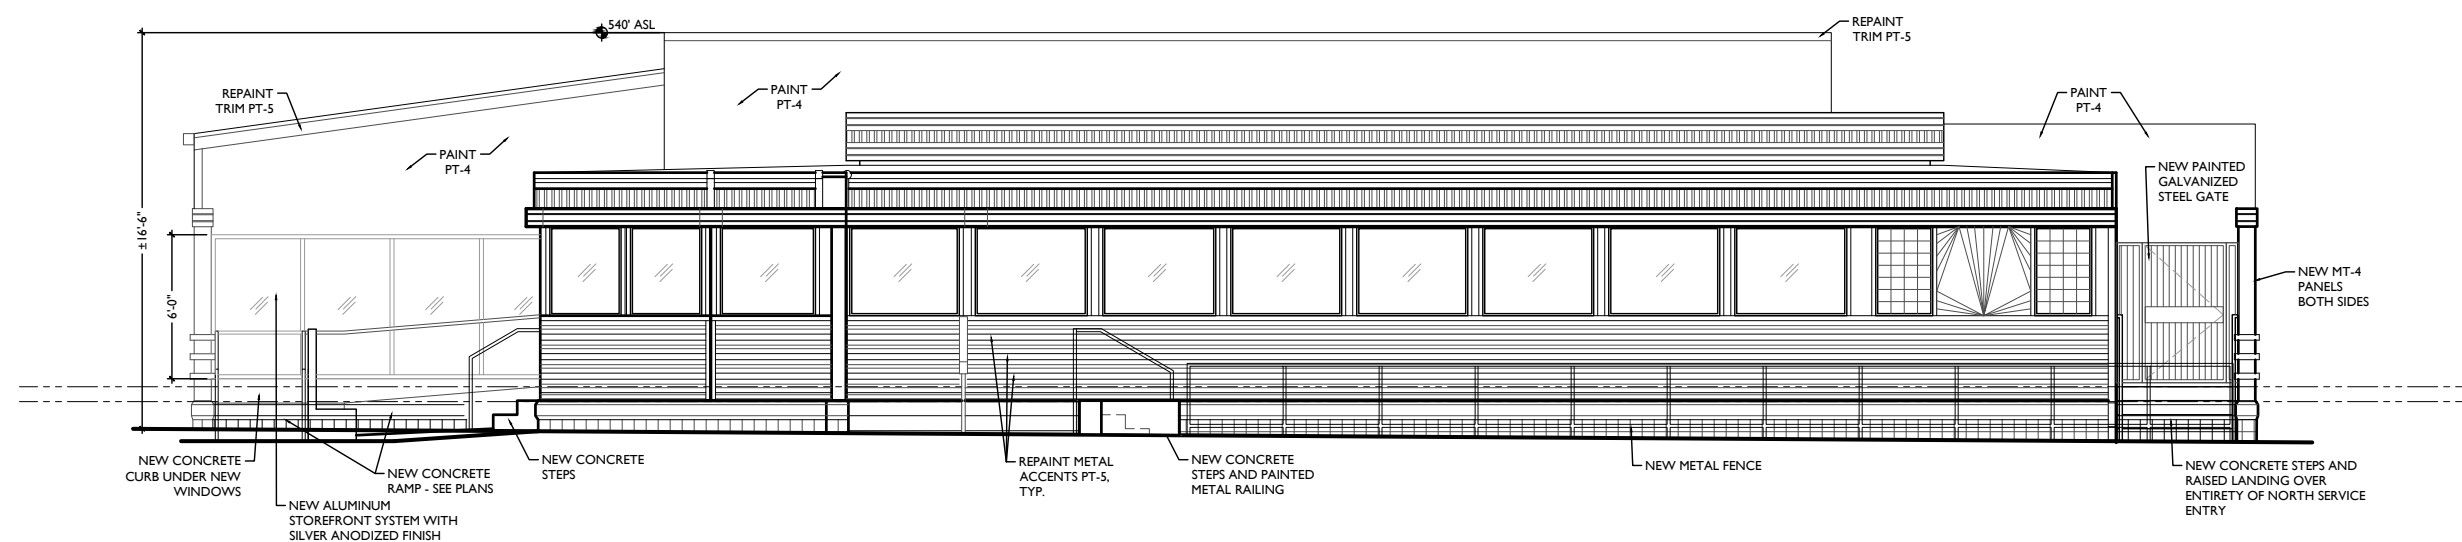 540' ASL
REPAINT
TRIM PT-5
REPAINT
TRIM PT-5
PAINT
PT-4
PAINT
PT-4
PAINT
PT-4
NEW PAINTED
GALVANIZED
STEEL GATE
±16'-6"
6'-0"
NEW MT-4
PANELS
BOTH SIDES
NEW CONCRETE
CURB UNDER NEW
WINDOWS
NEW CONCRETE
RAMP - SEE PLANS
NEW ALUMINUM
STOREFRONT SYSTEM WITH
SILVER ANODIZED FINISH
NEW CONCRETE
STEPS
REPAINT METAL
ACCENTS PT-5,
TYP.
NEW CONCRETE
STEPS AND PAINTED
METAL RAILING
NEW METAL FENCE
NEW CONCRETE STEPS AND
RAISED LANDING OVER
ENTIRETY OF NORTH SERVICE
ENTRY